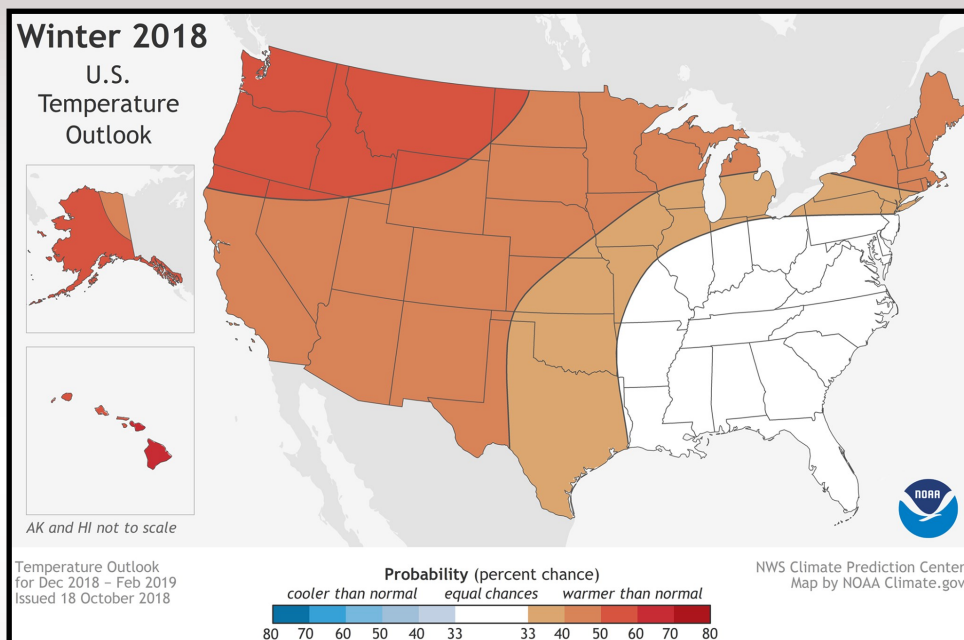 Winter 2018
U.S.
Temperature
Outlook
AK and HI not to scale
NOAA
Temperature Outlook
for Dec 2018 – Feb 2019
Issued 18 October 2018
NWS Climate Prediction Center
Map by NOAA Climate.gov
Probability (percent chance)
cooler than normal equal chances warmer than normal
80 70 60 50 40 33 33 40 50 60 70 80